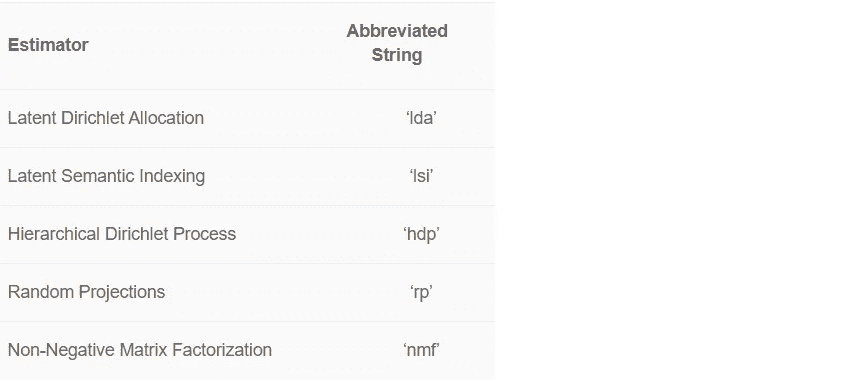 Estimator
Abbreviated
String
Latent Dirichlet Allocation ‘lda’
Latent Semantic Indexing ‘lsi’
Hierarchical Dirichlet Process ‘hdp’
Random Projections ‘rp’
Non-Negative Matrix Factorization ‘nmf’